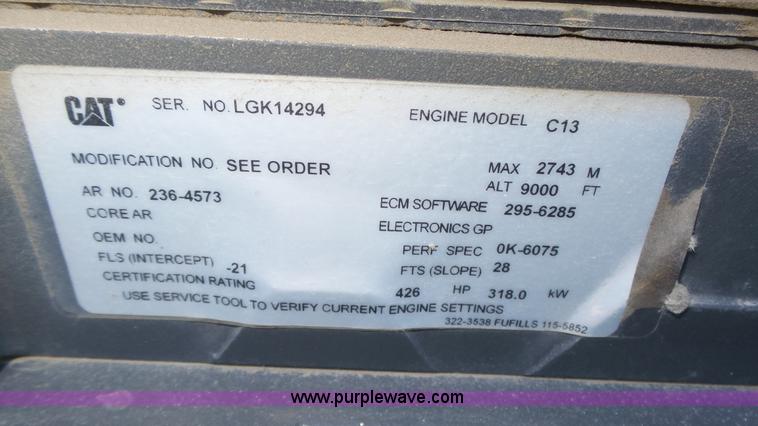 CAT® SER. NO. LGK14294 ENGINE MODEL C13
MODIFICATION NO. SEE ORDER MAX 2743 M
ALT 9000 FT
AR NO. 236-4573 ECM SOFTWARE 295-6285
CORE AR ELECTRONICS GP
OEM NO. PERF SPEC 0K-6075
FLS (INTERCEPT) -21 FTS (SLOPE) 28
CERTIFICATION RATING 426 HP 318.0 kW
USE SERVICE TOOL TO VERIFY CURRENT ENGINE SETTINGS
322-3538 FUFILLS 115-5852
www.purplewave.com